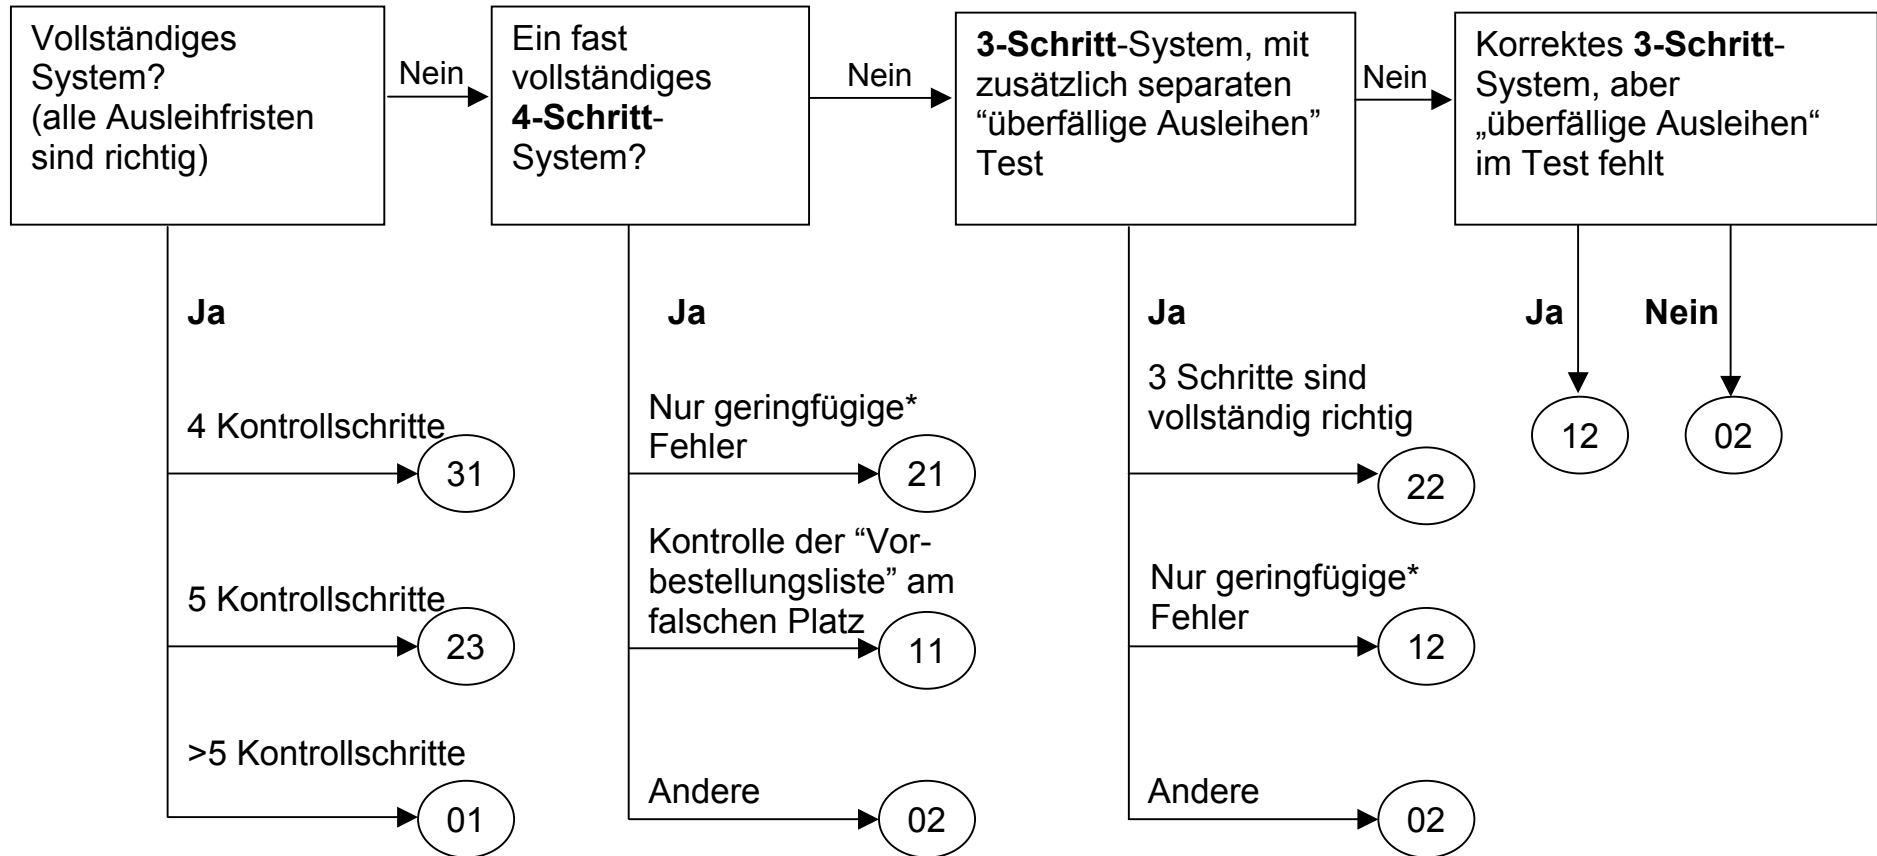 Vollständiges
System?
(alle Ausleihfristen
sind richtig)
Nein
Ein fast
vollständiges
4-Schritt-
System?
Nein
3-Schritt-System, mit
zusätzlich separaten
“überfällige Ausleihen”
Test
Nein
Korrektes 3-Schritt-
System, aber
„überfällige Ausleihen“
im Test fehlt
Ja
4 Kontrollschritte
31
5 Kontrollschritte
23
>5 Kontrollschritte
01
Ja
Nur geringfügige*
Fehler
21
Kontrolle der “Vor-
bestellungsliste” am
falschen Platz
11
Andere
02
Ja
3 Schritte sind
vollständig richtig
22
Nur geringfügige*
Fehler
12
Andere
02
Ja
12
Nein
02